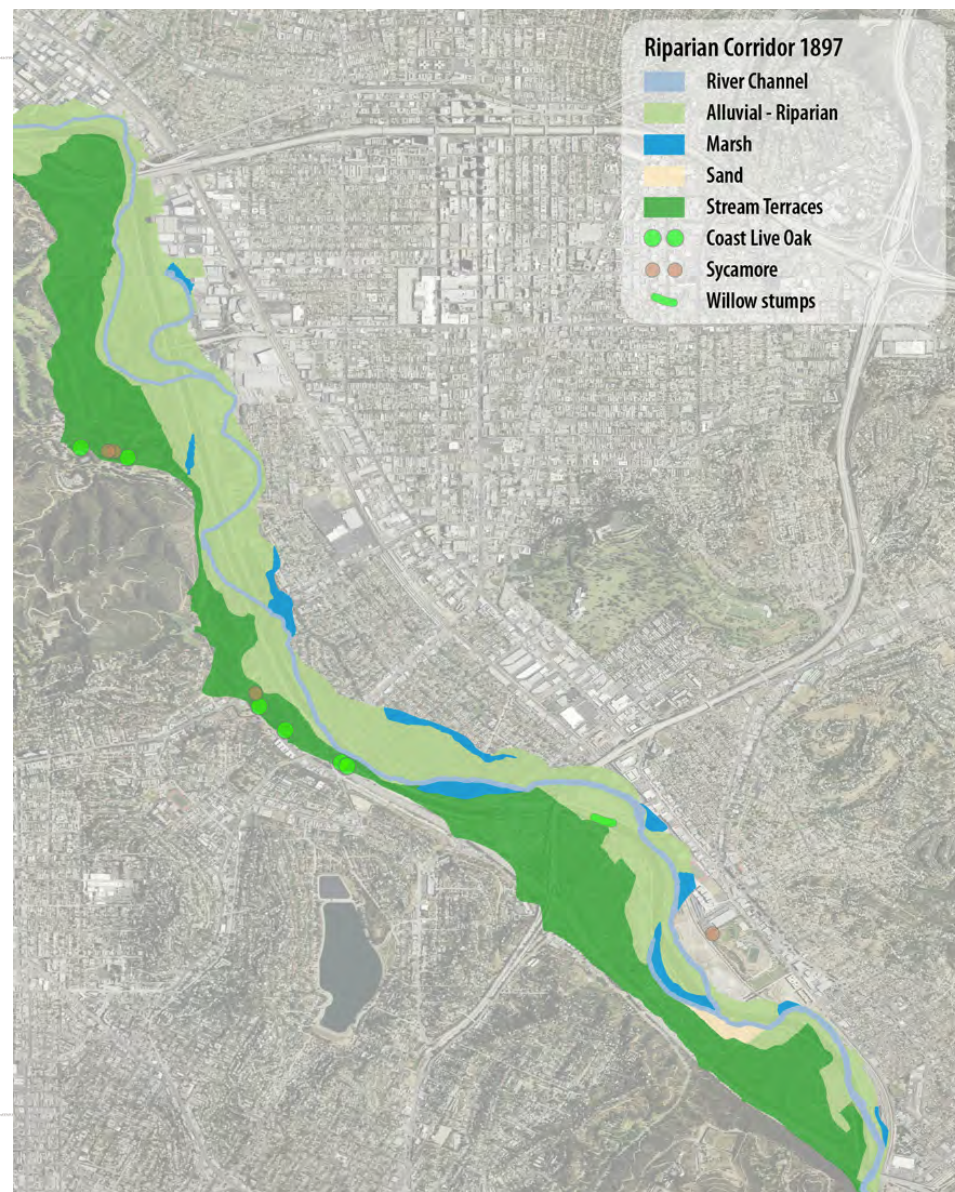 Riparian Corridor 1897
River Channel
Alluvial - Riparian
Marsh
Sand
Stream Terraces
Coast Live Oak
Sycamore
Willow stumps